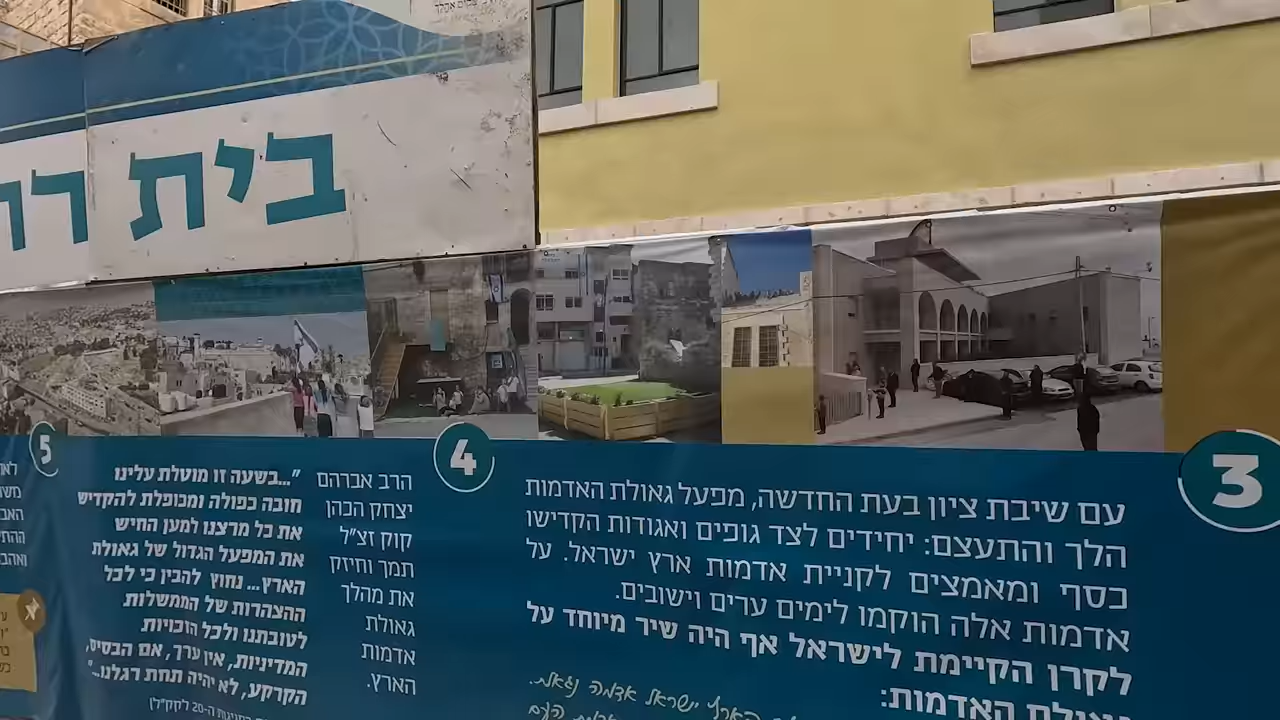 בית
3
עם שיבת ציון בעת החדשה, מפעל גאולת האדמות
הלך והתעצם: יחידים לצד גופים ואגודות הקדישו
כסף ומאמצים לקניית אדמות ארץ ישראל. על
אדמות אלה הוקמו לימים ערים וישובים.
לקרן הקיימת לישראל אף היה שיר מיוחד על
גאולת האדמות:
4
הרב אברהם
יצחק הכהן
קוק זצ״ל
תמך וחיזק
את מהלך
גאולת
אדמות
הארץ.
"...בשעה זו מוטלת עלינו
חובה כפולה ומכופלת להקדיש
את כל מרצנו למען החיש
את המפעל הגדול של גאולת
הארץ... נחוץ להבין כי לכל
ההצהרות של הממשלות
לטובתנו ולכל הזכויות
המדיניות, אין ערך, אם הבסיס,
הקרקע, לא יהיה תחת רגלנו.."
ה-20 לקק"ל)
5